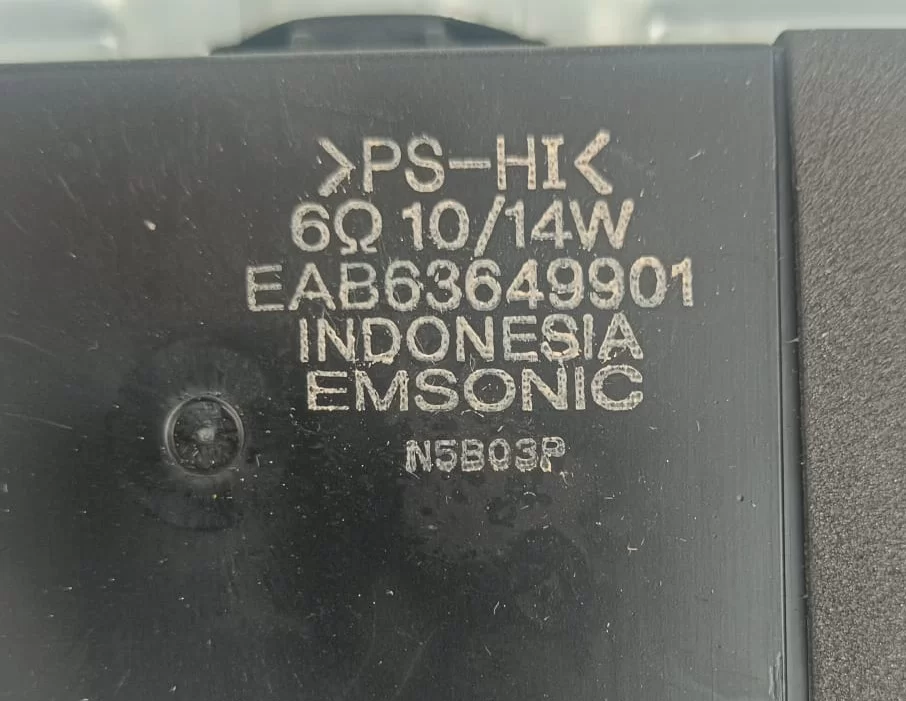 >PS-HI<
6Ω 10/14W
EAB63649901
INDONESIA
EMSONIC
N5B03P